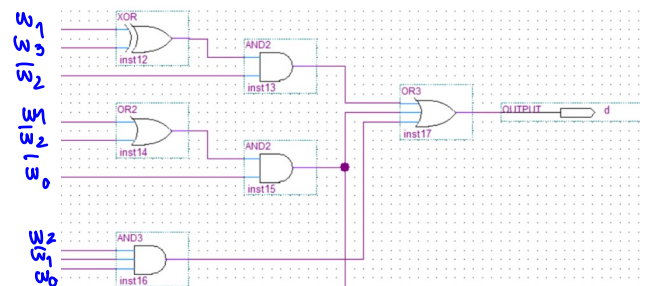 XOR
w₁
w₃
AND2
w̅₂
inst12
inst13
OR3
OR2
w₁
OUTPUT d
w̅₂
inst17
inst14
AND2
w̅₀
inst15
AND3
w₂
w̅₁
w₀
inst16